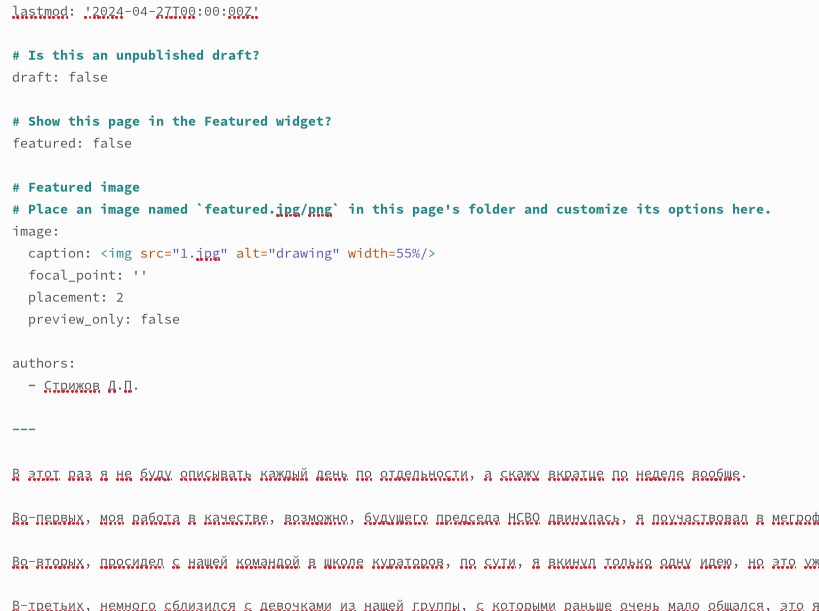 lastmod: '2024-04-27T00:00:00Z'
# Is this an unpublished draft?
draft: false
# Show this page in the Featured widget?
featured: false
# Featured image
# Place an image named `featured.jpg/png` in this page's folder and customize its options here.
image:
caption: <img src="1.jpg" alt="drawing" width=55%/>
focal_point: ''
placement: 2
preview_only: false
authors:
- Стрижов Д.П.
---
В этот раз я не буду описывать каждый день по отдельности, а скажу вкратце по неделе вообще.
Во-первых, моя работа в качестве, возможно, будущего председа НСВО двинулась, я поучаствовал в мегроф
Во-вторых, просидел с нашей командой в школе кураторов, по сути, я вкинул только одну идею, но это уж
В-третьих, немного сблизился с девочками из нашей группы, с которыми раньше очень мало общался, это я